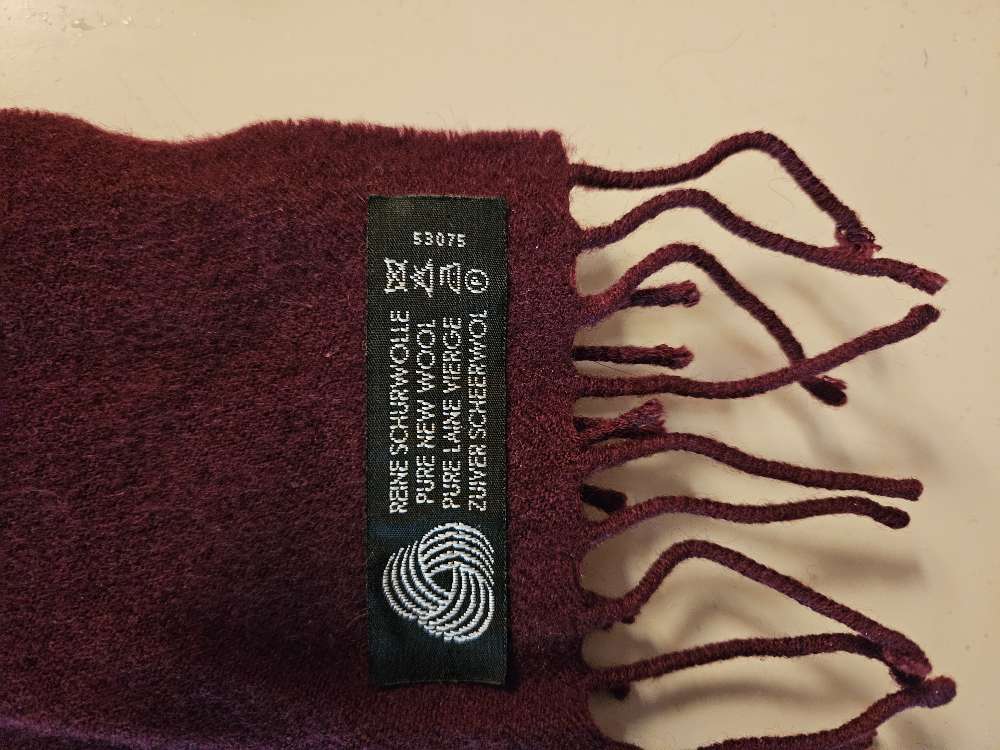 53075
REINE SCHURWOLLE
PURE NEW WOOL
PURE LAINE VIERGE
ZUIVER SCHEERWOL